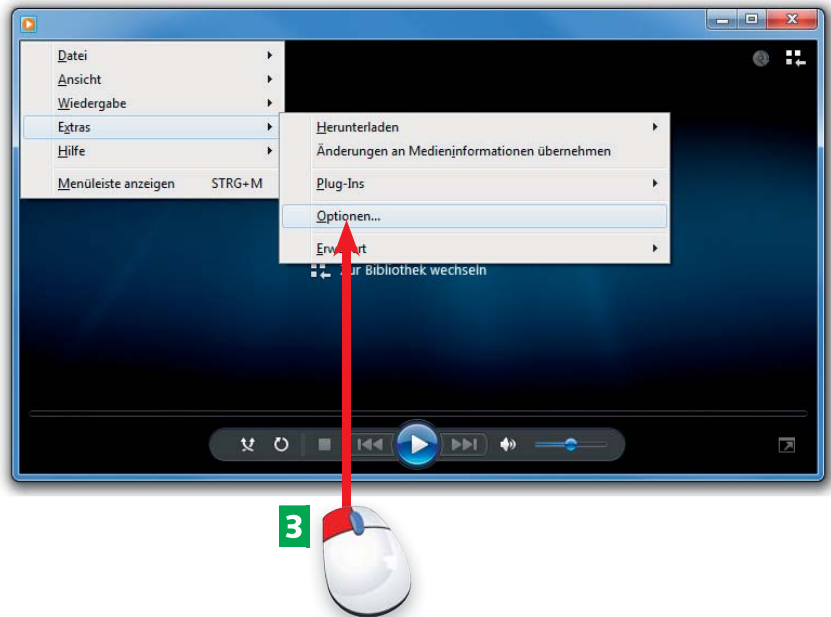 Datei
Ansicht
Wiedergabe
Extras
Hilfe
Menüleiste anzeigen STRG+M
Herunterladen
Änderungen an Medieninformationen übernehmen
Plug-Ins
Optionen...
Zur Bibliothek wechseln
3